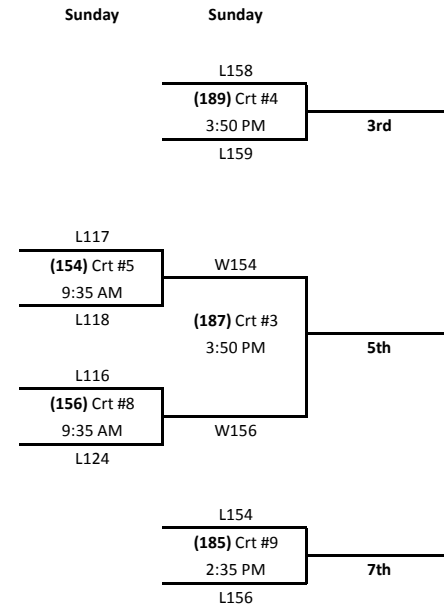 Sunday Sunday
L158
(189) Crt #4
3:50 PM 3rd
L159
L117
(154) Crt #5 W154
9:35 AM
L118 (187) Crt #3
3:50 PM 5th
L116
(156) Crt #8
9:35 AM W156
L124
L154
(185) Crt #9
2:35 PM 7th
L156